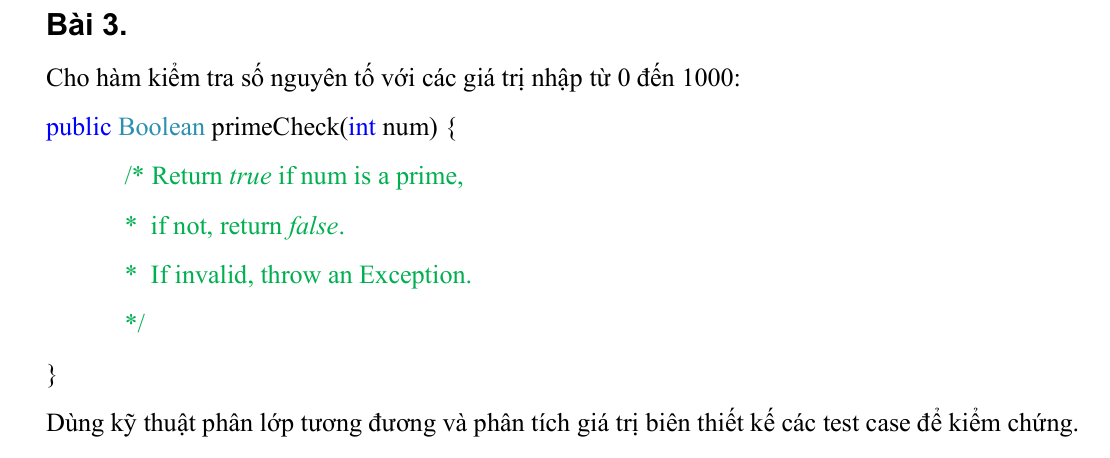 Bài 3.
Cho hàm kiểm tra số nguyên tố với các giá trị nhập từ 0 đến 1000:
public Boolean primeCheck(int num) {
/* Return true if num is a prime,
* if not, return false.
* If invalid, throw an Exception.
*/
}
Dùng kỹ thuật phân lớp tương đương và phân tích giá trị biên thiết kế các test case để kiểm chứng.